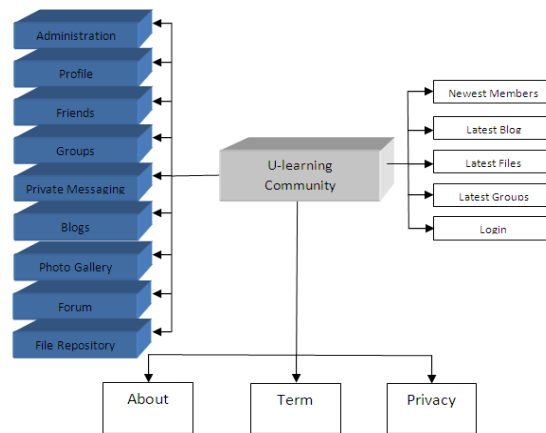 Administration
Profile
Friends
Groups
Private Messaging
Blogs
Photo Gallery
Forum
File Repository
U-learning
Community
Newest Members
Latest Blog
Latest Files
Latest Groups
Login
About
Term
Privacy